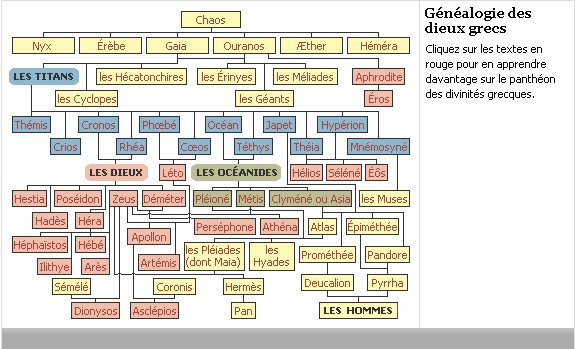 Chaos
Nyx Érèbe Gaia Ouranos Æther Héméra
LES TITANS les Hécatonchires les Érinyes les Méliades Aphrodite
les Cyclopes les Géants Éros
Thémis Cronos Phœbé Océan Japet Hypérion
Crios Rhéa Cœos Téthys Théia Mnémosyné
LES DIEUX Léto LES OCÉANIDES Hélios Séléné Éôs
Hestia Poséidon Zeus Déméter Pléioné Métis Clyméné ou Asia les Muses
Hadès Héra Perséphone Athéna Atlas Épiméthée
Héphaïstos Hébé Apollon les Pléiades
(dont Maia) les
Hyades Prométhée Pandore
Ilithye Arès Artémis
Sémélé Coronis Hermès Deucalion Pyrrha
Dionysos Asclépios Pan LES HOMMES
Généalogie des
dieux grecs
Cliquez sur les textes en
rouge pour en apprendre
davantage sur le panthéon
des divinités grecques.